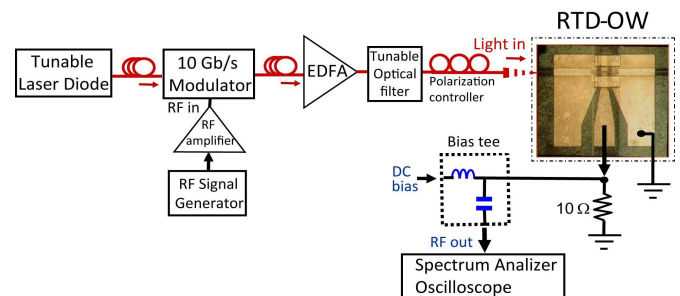 RTD-OW
Tunable
Laser Diode
10 Gb/s
Modulator
EDFA
Tunable
Optical
filter
Light in
Polarization
controller
RF in
RF
amplifier
RF Signal
Generator
Bias tee
DC
bias
10 Ω
RF out
Spectrum Analizer
Oscilloscope